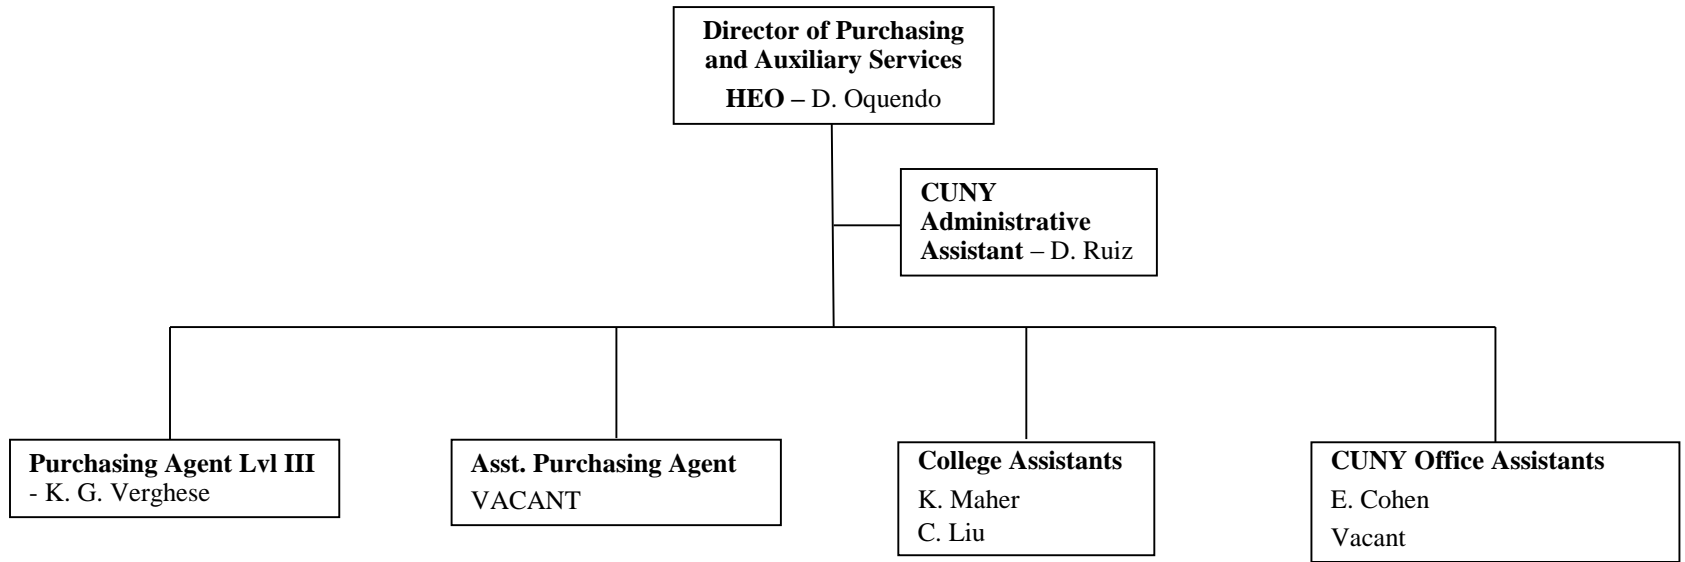 Director of Purchasing
and Auxiliary Services
HEO – D. Oquendo
CUNY
Administrative
Assistant – D. Ruiz
Purchasing Agent Lvl III
- K. G. Verghese
Asst. Purchasing Agent
VACANT
College Assistants
K. Maher
C. Liu
CUNY Office Assistants
E. Cohen
Vacant